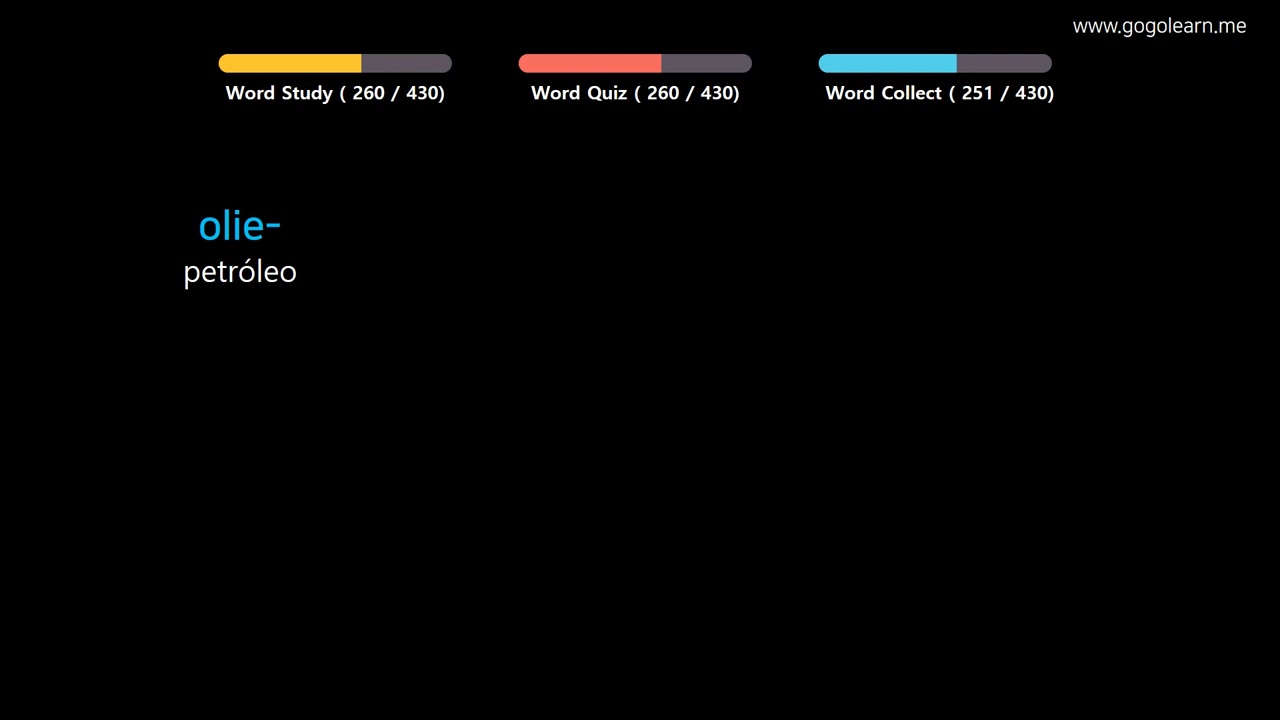 www.gogolearn.me
Word Study ( 260 / 430)
Word Quiz ( 260 / 430)
Word Collect ( 251 / 430)
olie-
petróleo